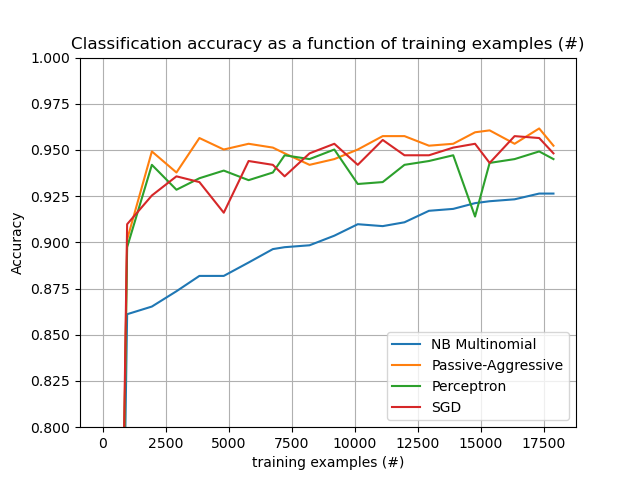 Classification accuracy as a function of training examples (#)
1.000
0.975
0.950
0.925
0.900
0.875
0.850
0.825
0.800
Accuracy
NB Multinomial
Passive-Aggressive
Perceptron
SGD
0 2500 5000 7500 10000 12500 15000 17500
training examples (#)